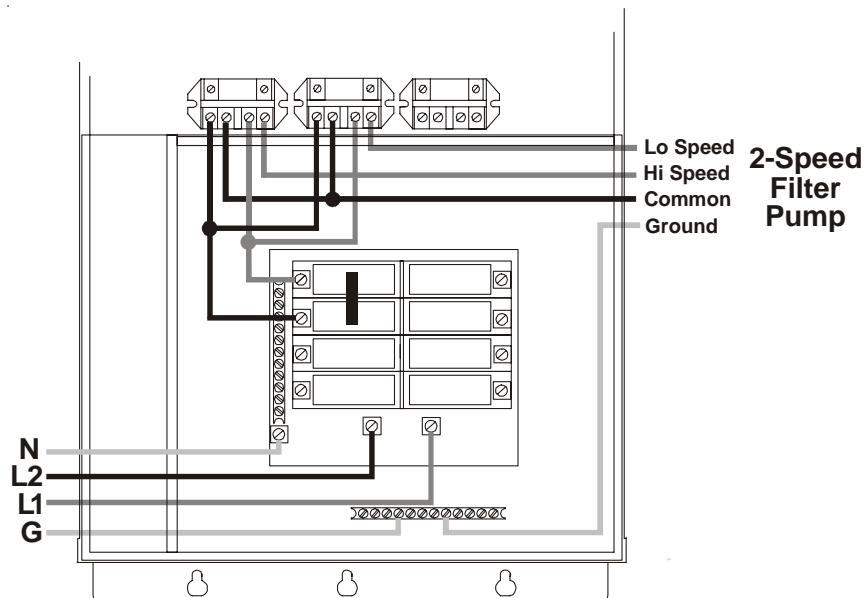 Lo Speed
Hi Speed
Common
Ground
2-Speed
Filter
Pump
N
L2
L1
G